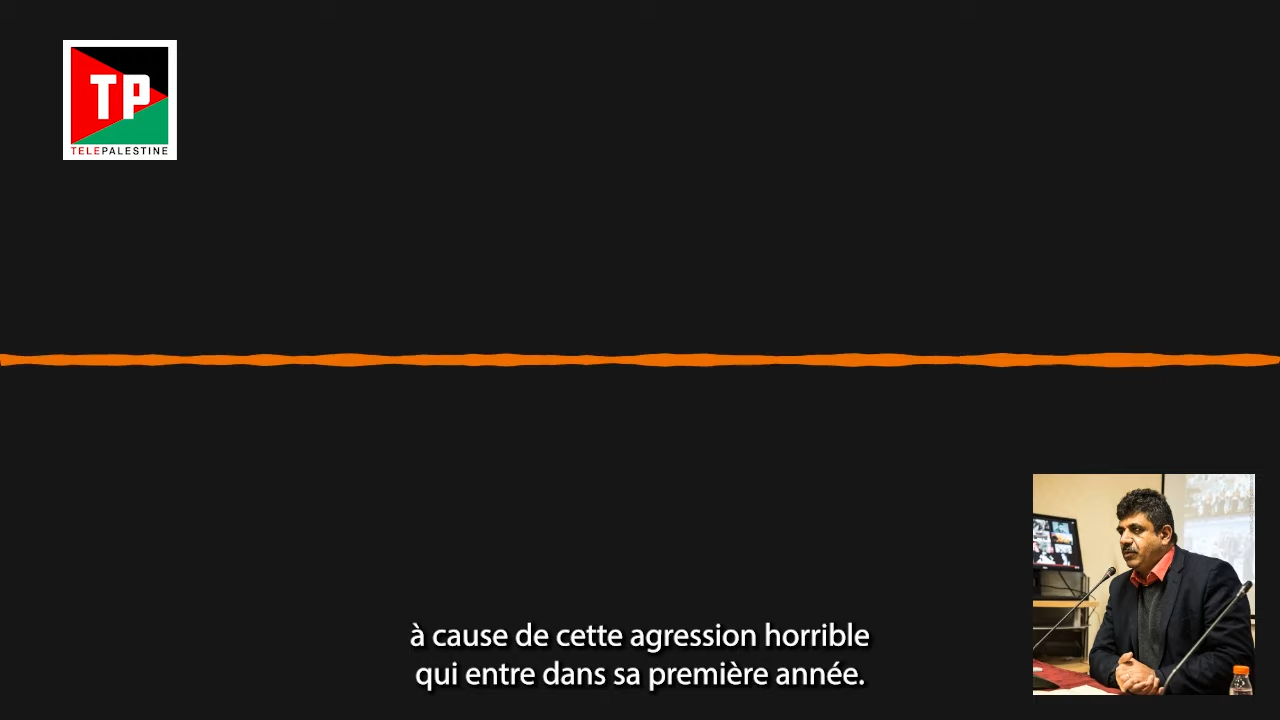 TP
TELEPALESTINE
à cause de cette agression horrible
qui entre dans sa première année.